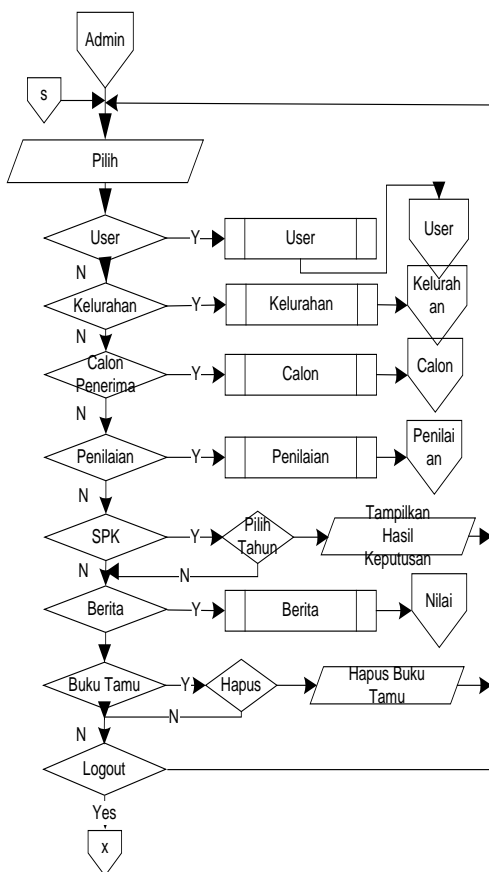 Admin
s
Pilih
User
Y
User
User
N
Kelurahan
Y
Kelurahan
Kelurah
an
N
Calon
Penerima
Y
Calon
Calon
N
Penilaian
Y
Penilaian
Penilai
an
N
SPK
Y
Pilih
Tahun
Tampilkan
Hasil
Keputusan
N
N
Berita
Y
Berita
Nilai
Buku Tamu
Y
Hapus
Hapus Buku
Tamu
N
N
Logout
Yes
x